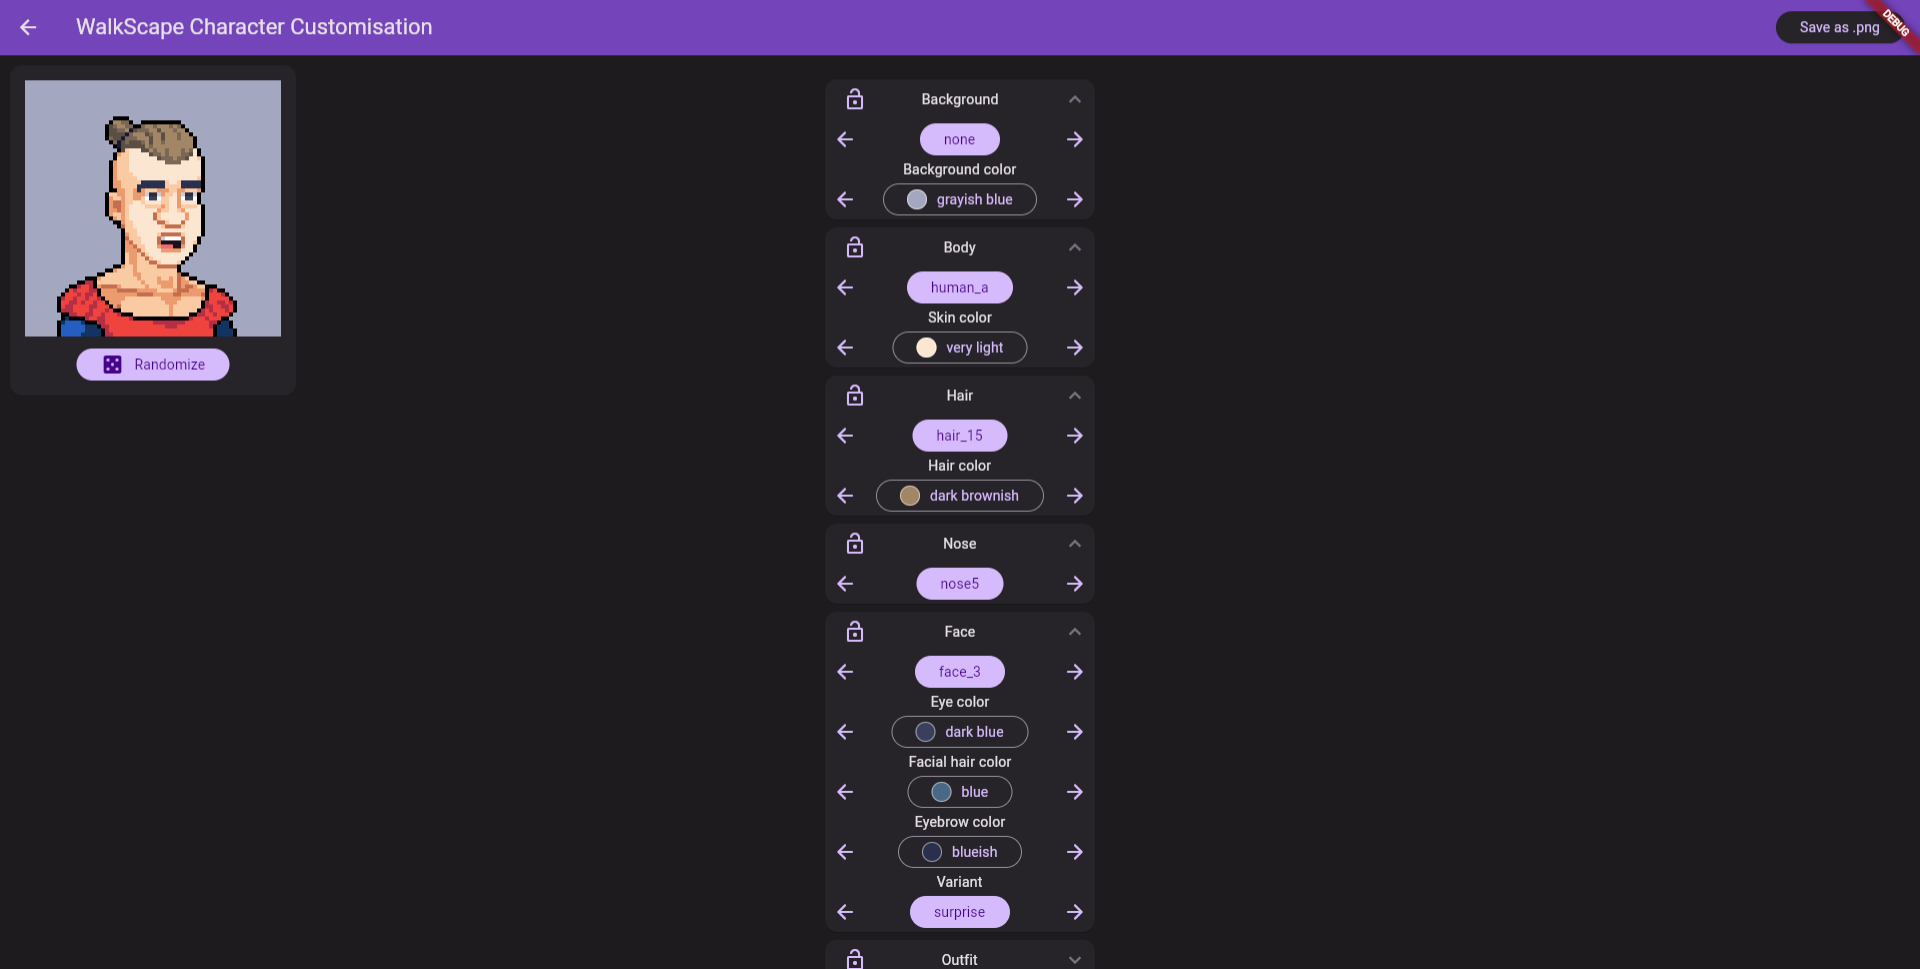 WalkScape Character Customisation
Save as .png
DEBUG
Randomize
Background
none
Background color
grayish blue
Body
human_a
Skin color
very light
Hair
hair_15
Hair color
dark brownish
Nose
nose5
Face
face_3
Eye color
dark blue
Facial hair color
blue
Eyebrow color
blueish
Variant
surprise
Outfit